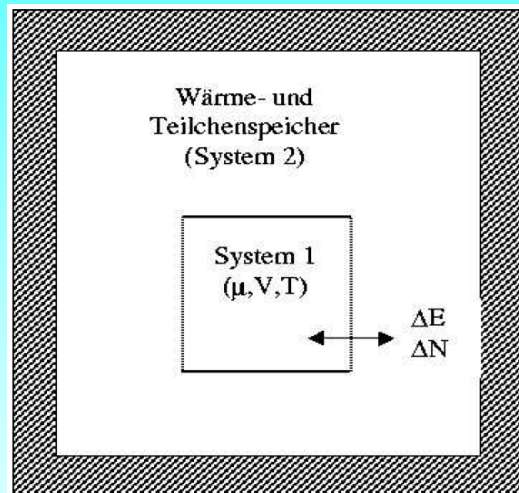 Wärme- und
Teilchenspeicher
(System 2)
System 1
(μ,V,T)
ΔE
ΔN